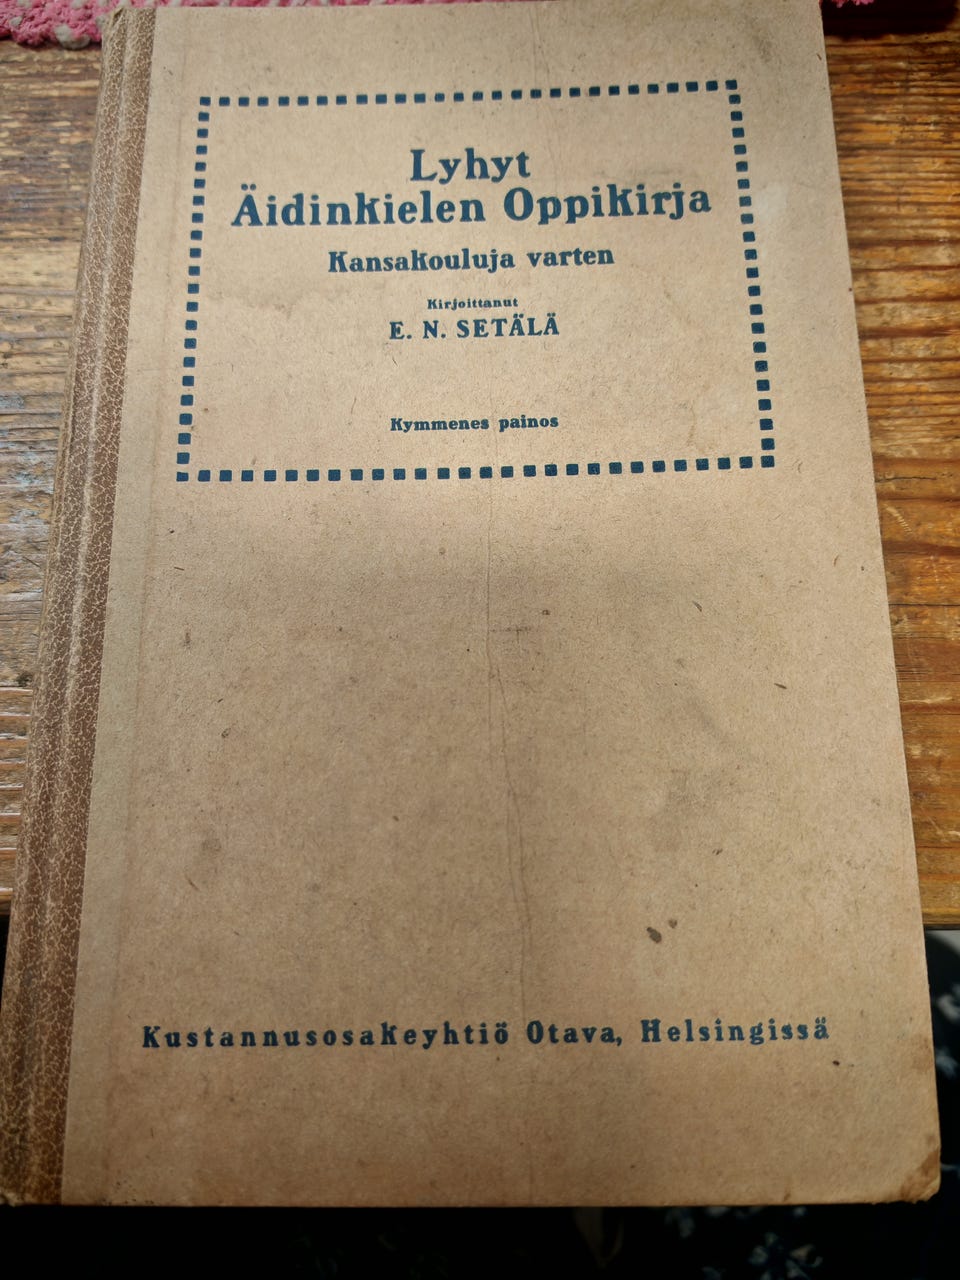 Lyhyt
Äidinkielen Oppikirja
Kansakouluja varten
Kirjoittanut
E. N. SETÄLÄ
Kymmenes painos
Kustannusosakeyhtiö Otava, Helsingissä